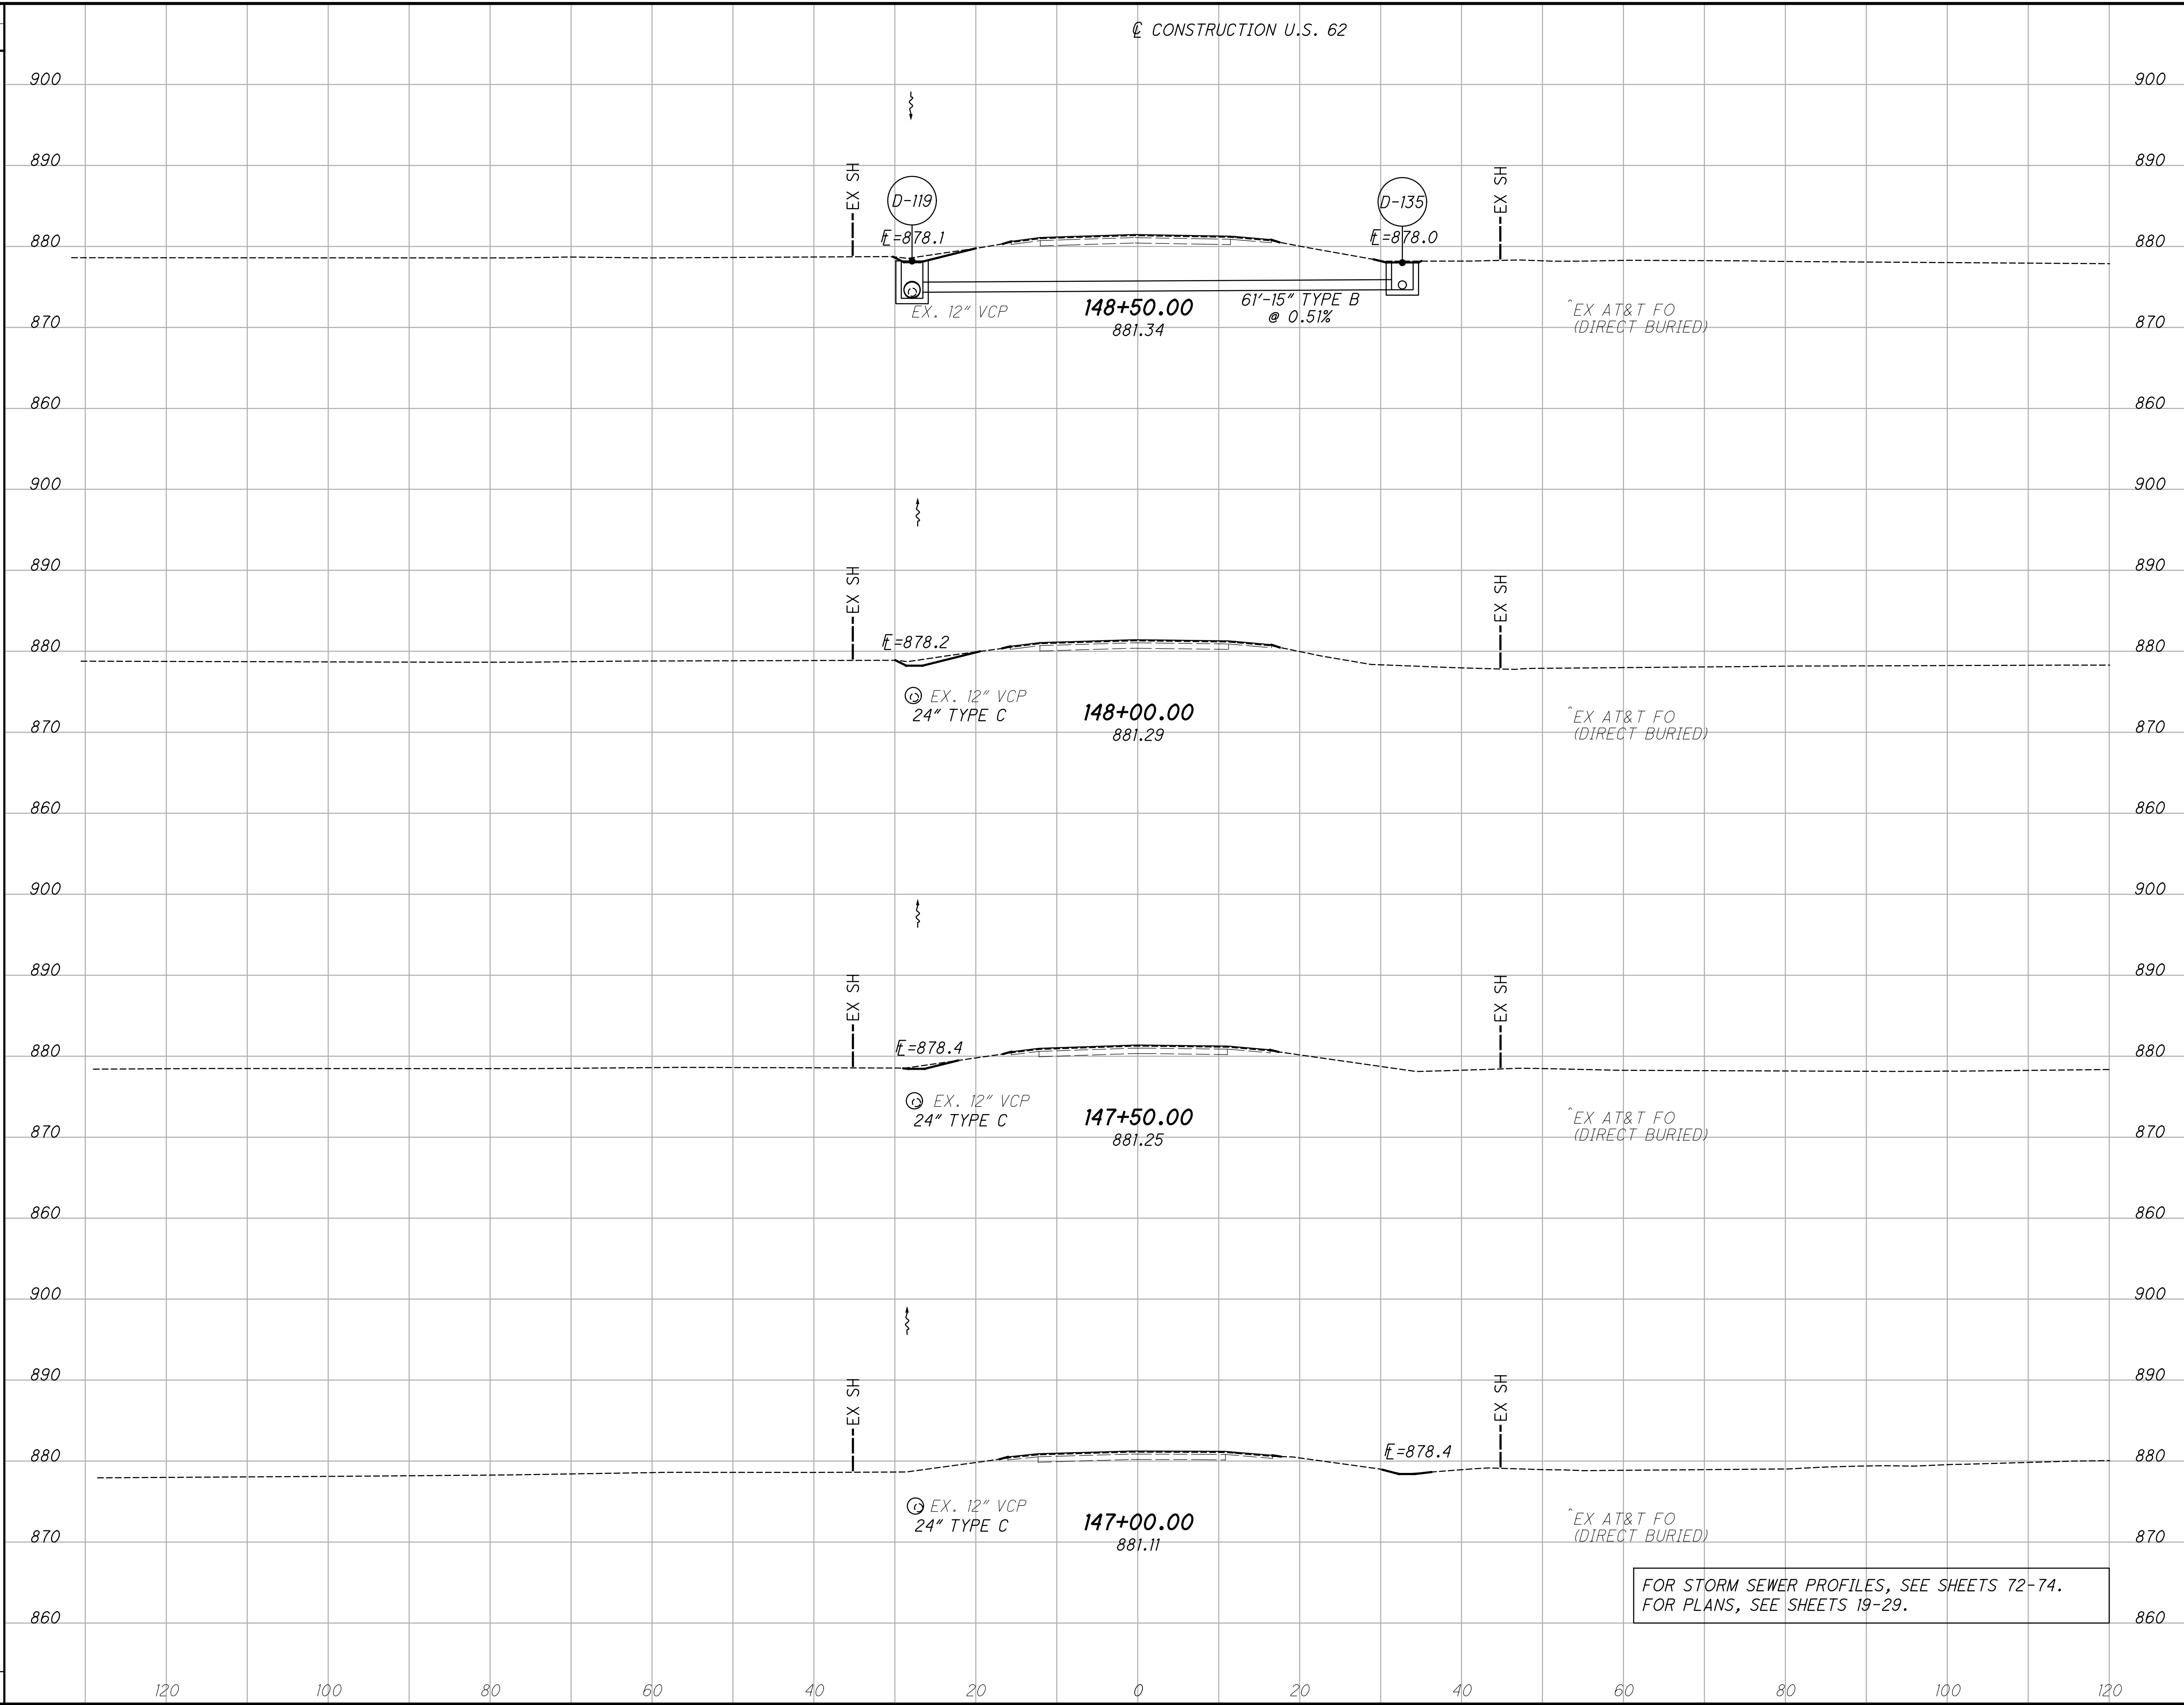 ℄ CONSTRUCTION U.S. 62
900 900
890 890
EX SH EX SH
D-119 D-135
880 F̵L=878.1 F̵L=878.0 880
EX. 12" VCP 148+50.00 61'-15" TYPE B ^EX AT&T FO
870 881.34 @ 0.51% (DIRECT BURIED) 870
860 860
900 900
890 890
EX SH EX SH
880 F̵L=878.2 880
EX. 12" VCP
24" TYPE C 148+00.00 ^EX AT&T FO
870 881.29 (DIRECT BURIED) 870
860 860
900 900
890 890
EX SH EX SH
880 F̵L=878.4 880
EX. 12" VCP
24" TYPE C 147+50.00 ^EX AT&T FO
870 881.25 (DIRECT BURIED) 870
860 860
900 900
890 890
EX SH EX SH
880 F̵L=878.4 880
EX. 12" VCP
24" TYPE C 147+00.00 ^EX AT&T FO
870 881.11 (DIRECT BURIED) 870
FOR STORM SEWER PROFILES, SEE SHEETS 72-74.
FOR PLANS, SEE SHEETS 19-29.
860 860
120 100 80 60 40 20 0 20 40 60 80 100 120